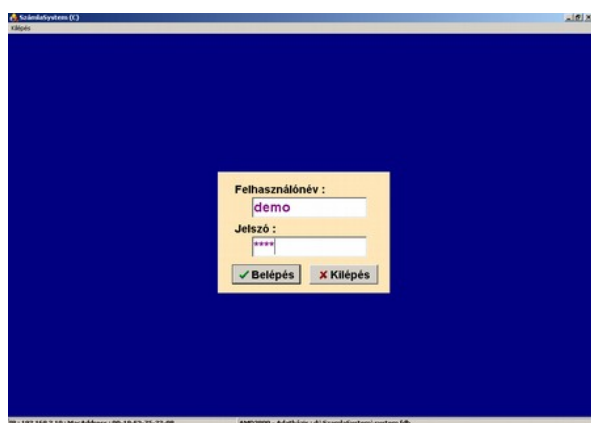 SzámlaSystem (C)
Kilépés
Felhasználónév :
demo
Jelszó :
****
Belépés
Kilépés